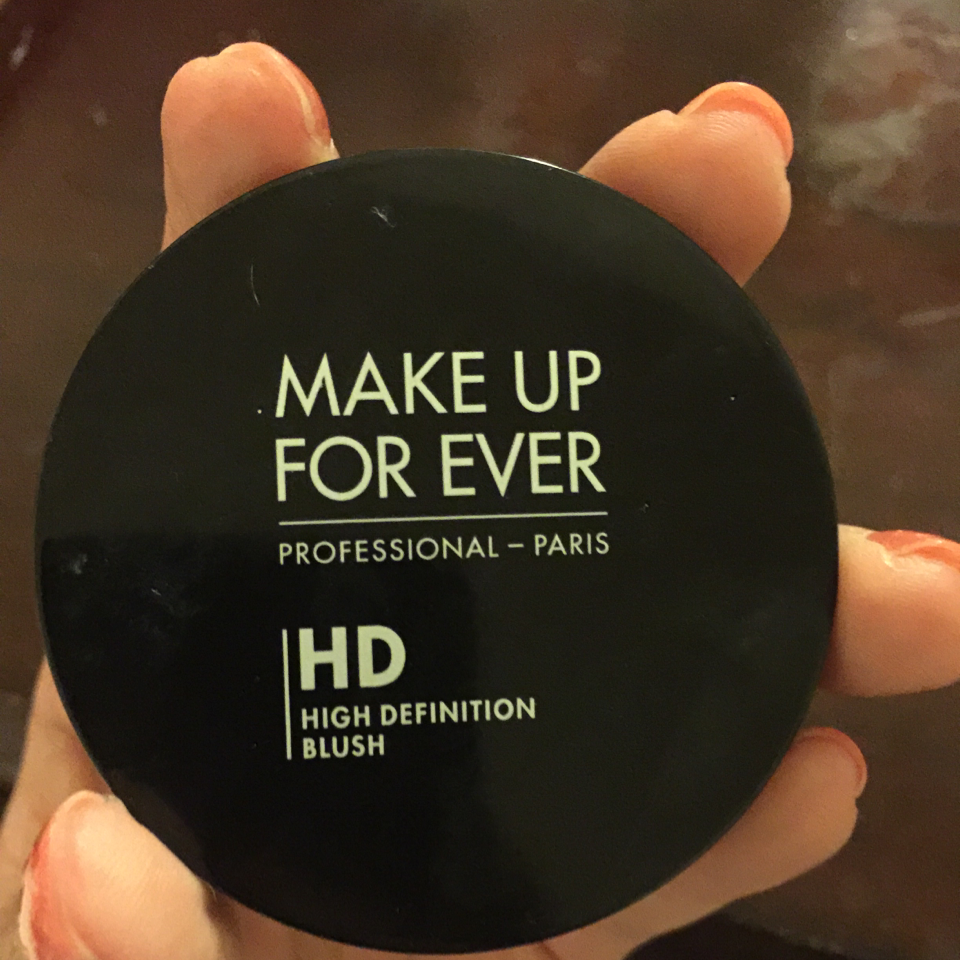 MAKE UP
FOR EVER
PROFESSIONAL – PARIS
HD
HIGH DEFINITION
BLUSH